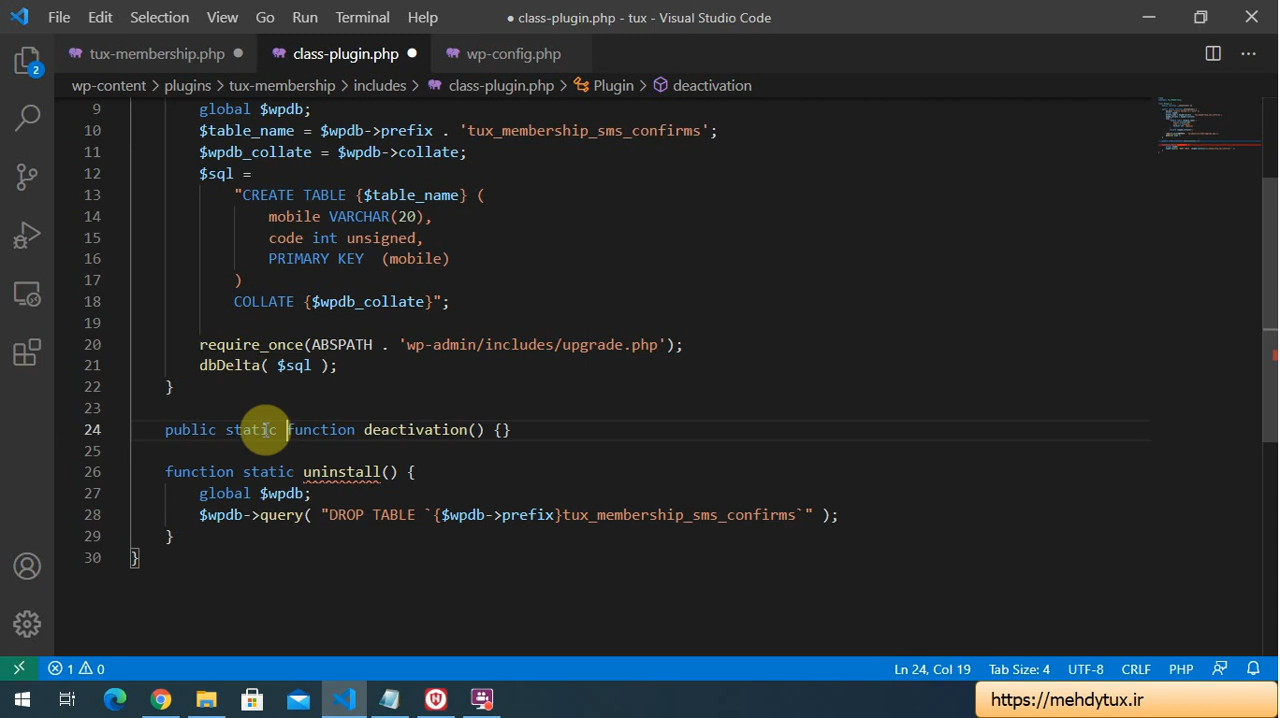 File Edit Selection View Go Run Terminal Help ● class-plugin.php - tux - Visual Studio Code
tux-membership.php class-plugin.php wp-config.php
wp-content > plugins > tux-membership > includes > class-plugin.php > Plugin > deactivation
2
9 global $wpdb;
10 $table_name = $wpdb->prefix . 'tux_membership_sms_confirms';
11 $wpdb_collate = $wpdb->collate;
12 $sql =
13 "CREATE TABLE {$table_name} (
14 mobile VARCHAR(20),
15 code int unsigned,
16 PRIMARY KEY  (mobile)
17 )
18 COLLATE {$wpdb_collate}";
19
20 require_once(ABSPATH . 'wp-admin/includes/upgrade.php');
21 dbDelta( $sql );
22 }
23
24 public static function deactivation() {}
25
26 function static uninstall() {
27 global $wpdb;
28 $wpdb->query( "DROP TABLE `{$wpdb->prefix}tux_membership_sms_confirms`" );
29 }
30 }
1 0 Ln 24, Col 19 Tab Size: 4 UTF-8 CRLF PHP
https://mehdytux.ir